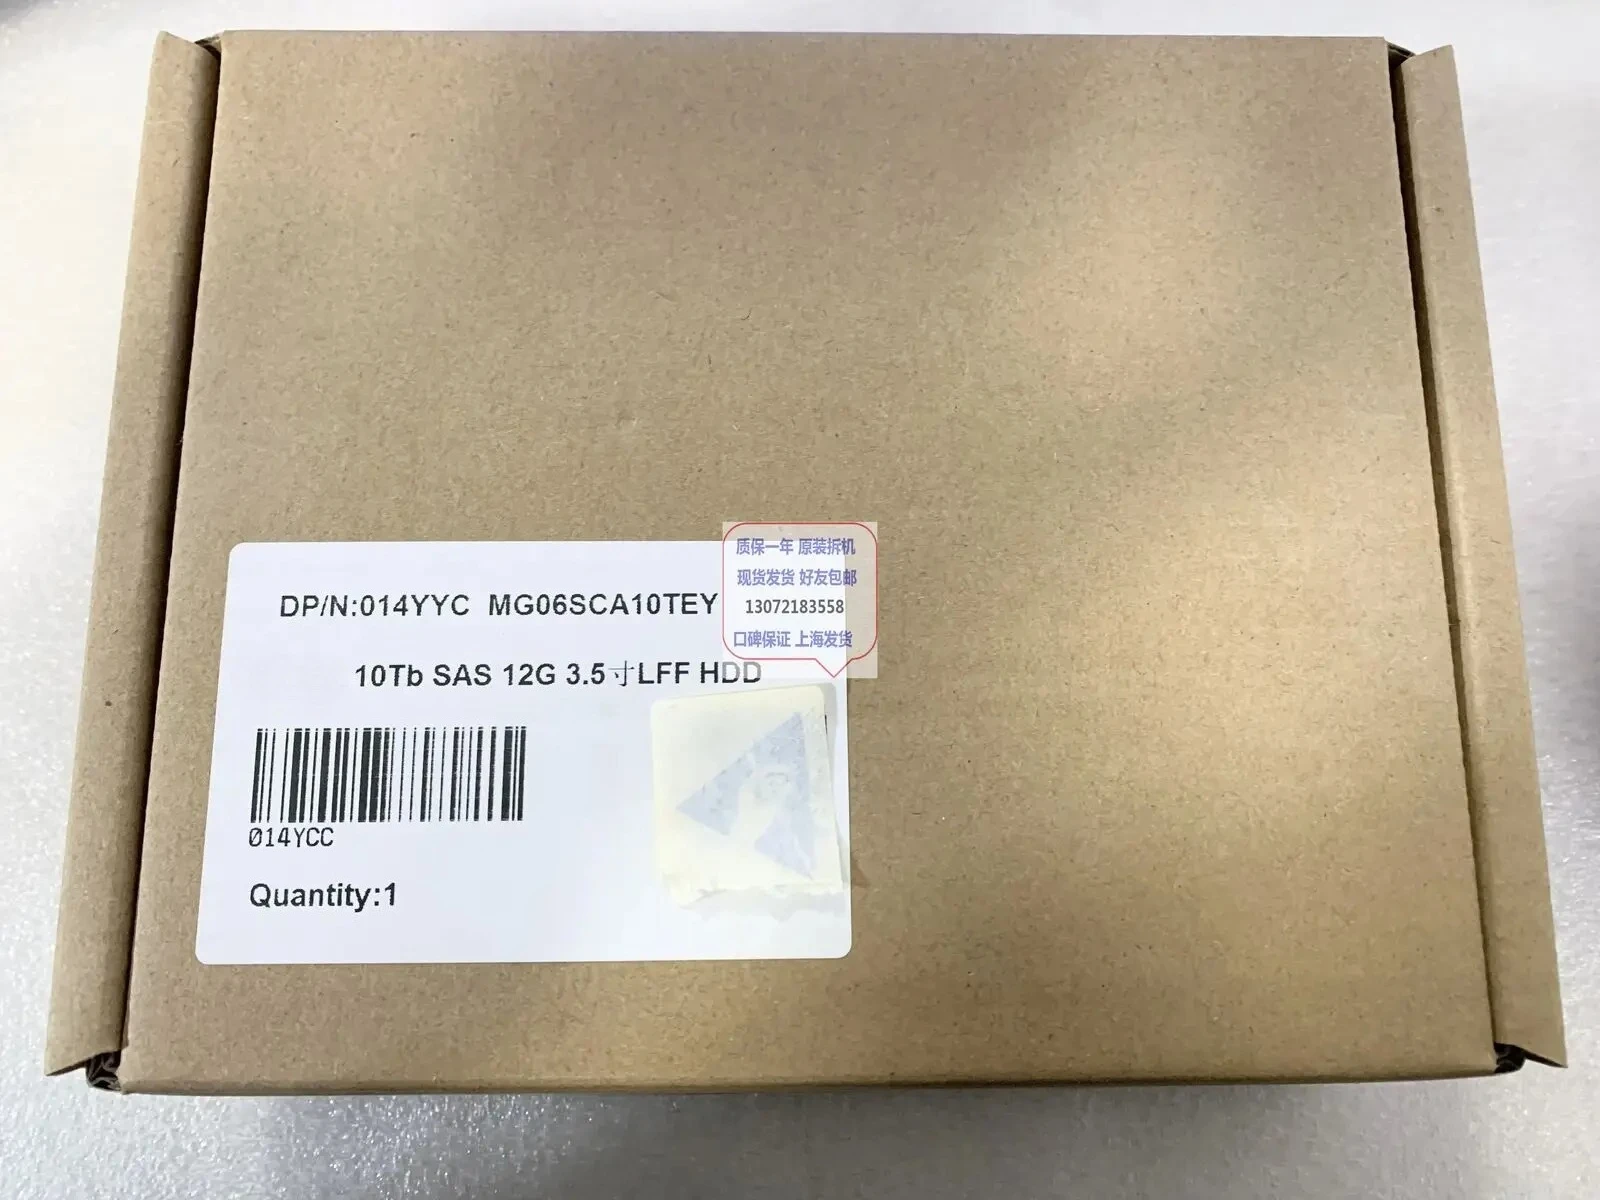 质保一年 原装拆机
现货发货 好友包邮
13072183558
口碑保证 上海发货
DP/N:014YYC MG06SCA10TEY
10Tb SAS 12G 3.5寸LFF HDD
014YCC
Quantity:1